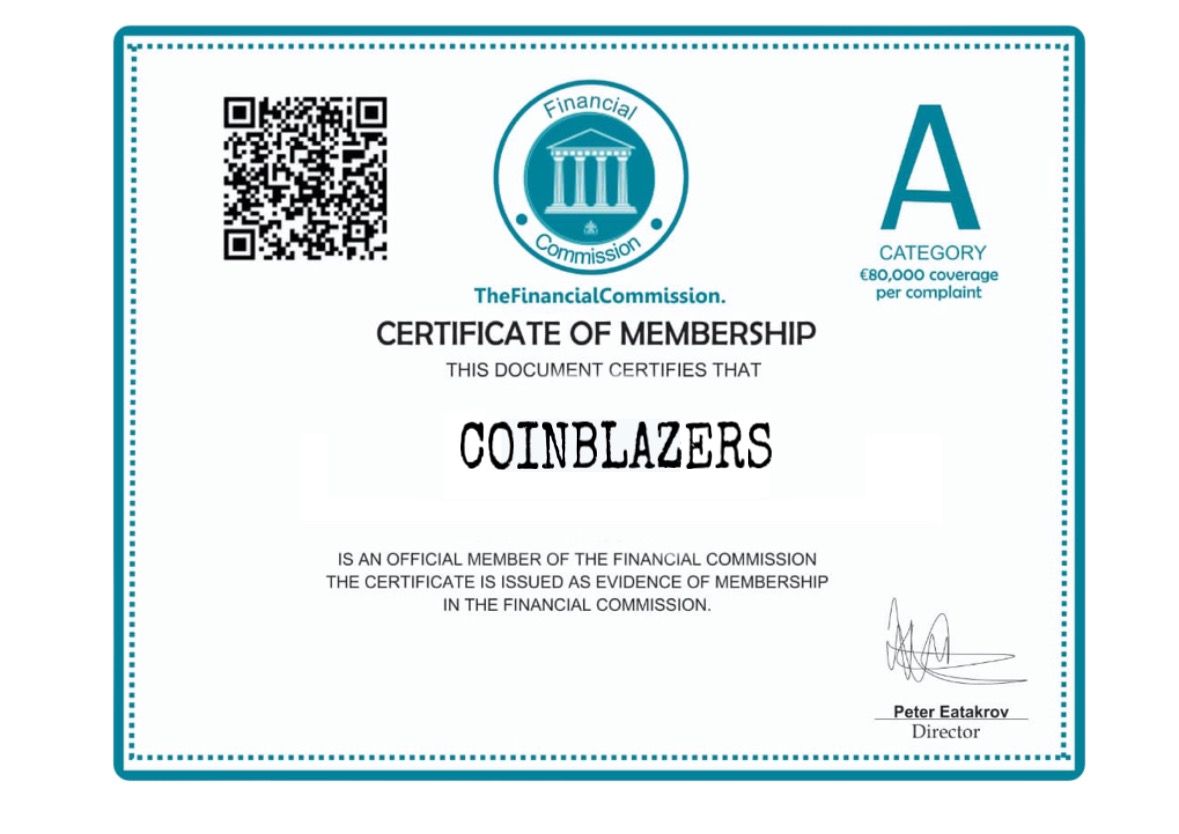 Financial
Commission
TheFinancialCommission.
A
CATEGORY
€80,000 coverage
per complaint
CERTIFICATE OF MEMBERSHIP
THIS DOCUMENT CERTIFIES THAT
COINBLAZERS
IS AN OFFICIAL MEMBER OF THE FINANCIAL COMMISSION
THE CERTIFICATE IS ISSUED AS EVIDENCE OF MEMBERSHIP
IN THE FINANCIAL COMMISSION.
Peter Eatakrov
Director